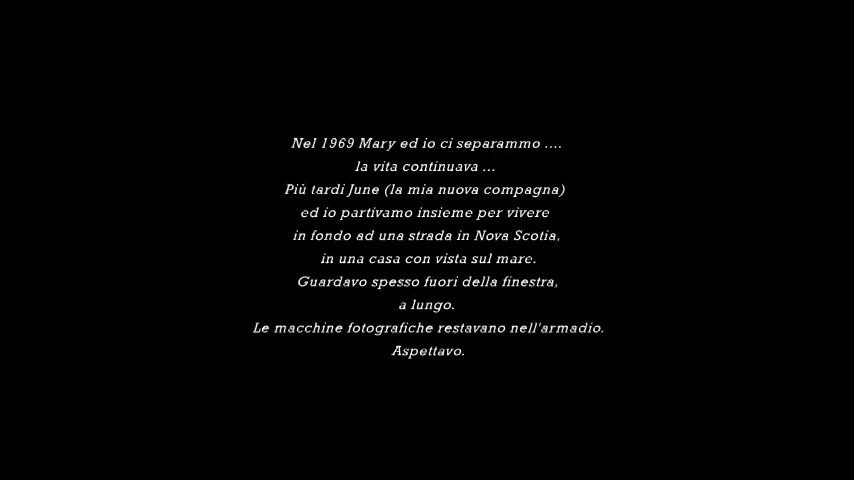 Nel 1969 Mary ed io ci separammo ....
la vita continuava ...
Più tardi June (la mia nuova compagna)
ed io partivamo insieme per vivere
in fondo ad una strada in Nova Scotia,
in una casa con vista sul mare.
Guardavo spesso fuori della finestra,
a lungo.
Le macchine fotografiche restavano nell'armadio.
Aspettavo.